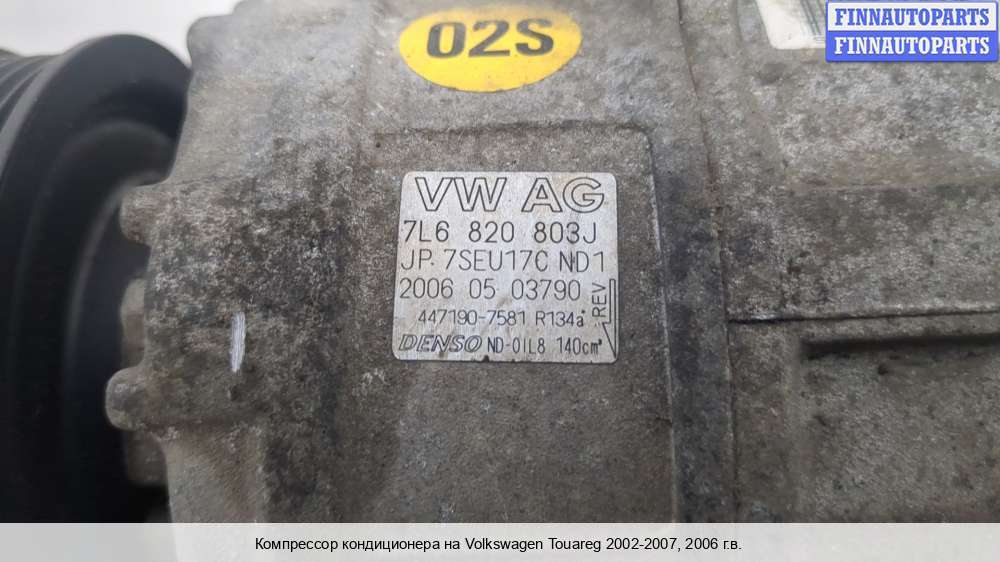 FINNAUTOPARTS
FINNAUTOPARTS
02S
VW AG
7L6 820 803J
JP. 7SEU17C ND1
2006 05 03790
447190-7581 R134a
REV
DENSO ND-OIL8 140cm³
Компрессор кондиционера на Volkswagen Touareg 2002-2007, 2006 г.в.